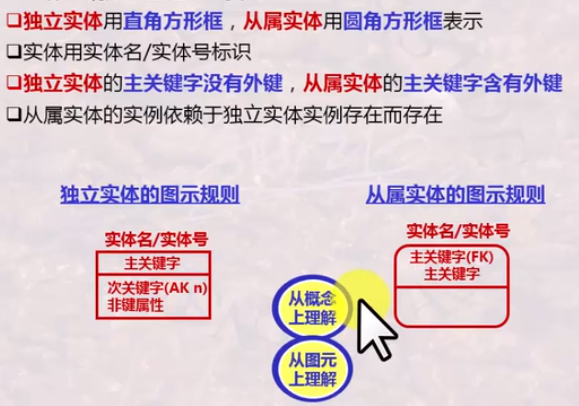 ❑独立实体用直角方形框，从属实体用圆角方形框表示
❑实体用实体名/实体号标识
❑独立实体的主关键字没有外键，从属实体的主关键字含有外键
❑从属实体的实例依赖于独立实体实例存在而存在
独立实体的图示规则
从属实体的图示规则
实体名/实体号
主关键字
次关键字(AK n)
非键属性
实体名/实体号
主关键字(FK)
主关键字
从概念
上理解
从图元
上理解